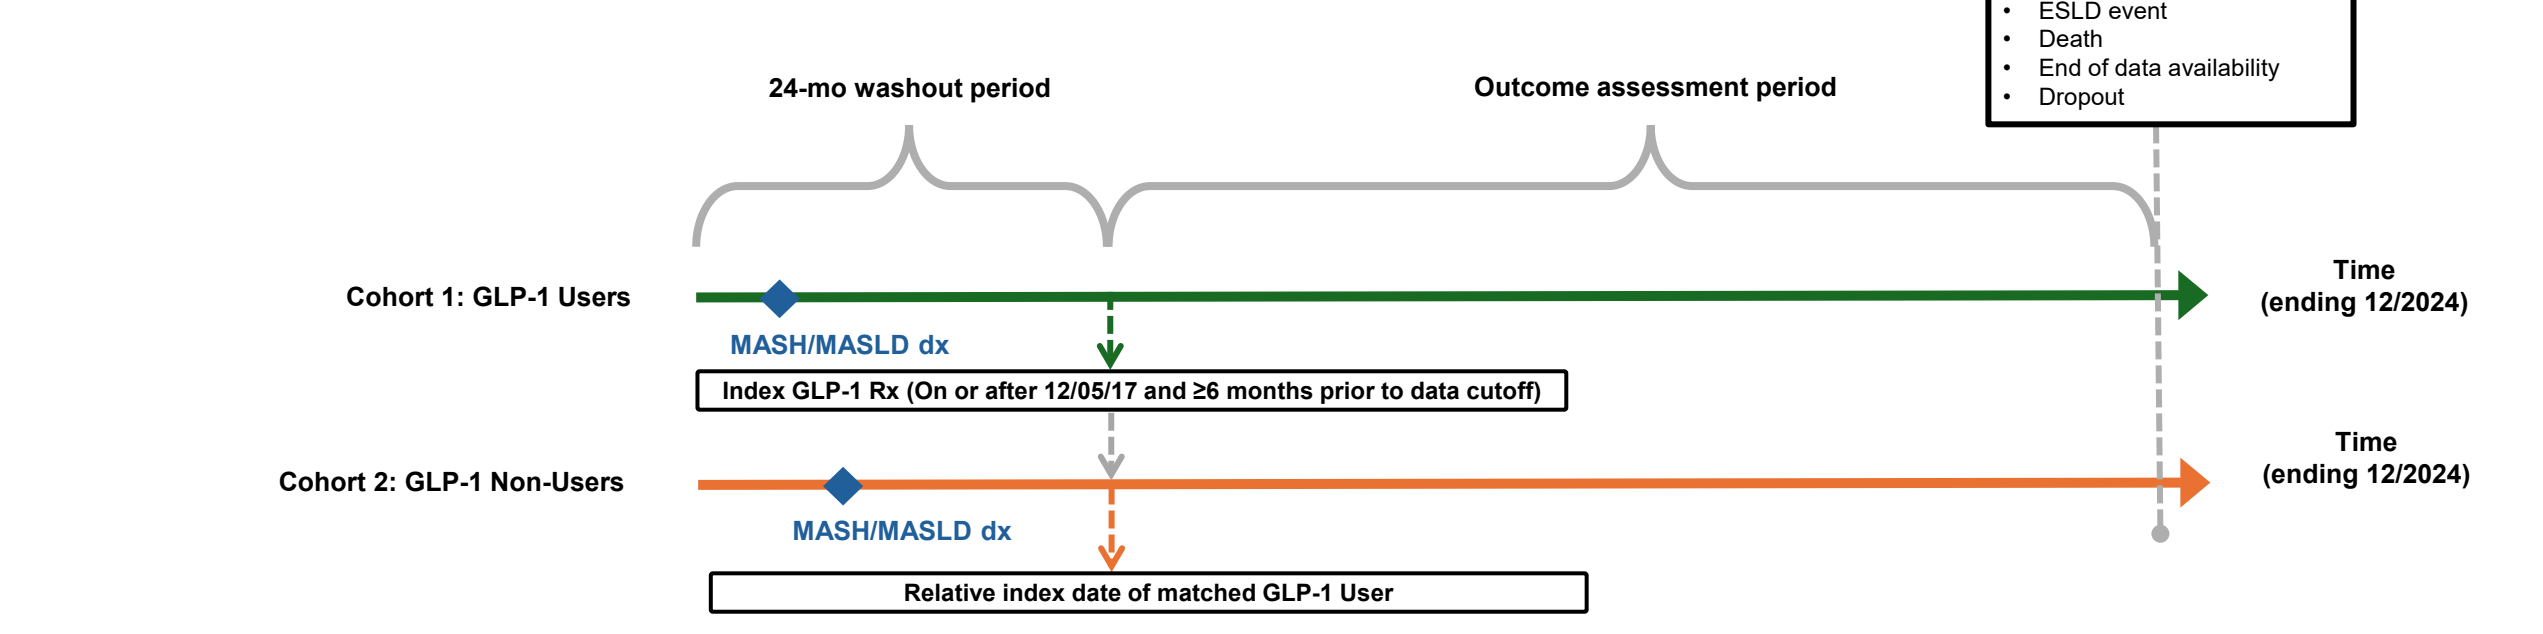 • ESLD event
• Death
• End of data availability
• Dropout
24-mo washout period
Outcome assessment period
Cohort 1: GLP-1 Users
Time
(ending 12/2024)
MASH/MASLD dx
Index GLP-1 Rx (On or after 12/05/17 and ≥6 months prior to data cutoff)
Cohort 2: GLP-1 Non-Users
Time
(ending 12/2024)
MASH/MASLD dx
Relative index date of matched GLP-1 User